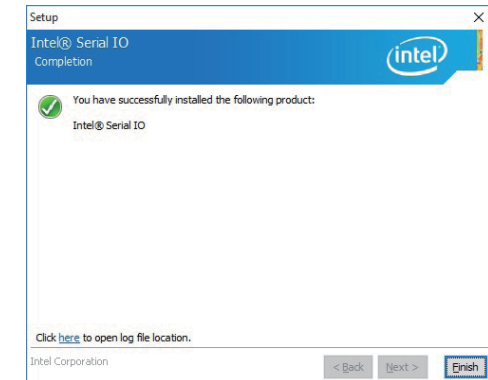 Setup
Intel® Serial IO
Completion
intel
You have successfully installed the following product:
Intel® Serial IO
Click here to open log file location.
Intel Corporation
< Back Next > Finish